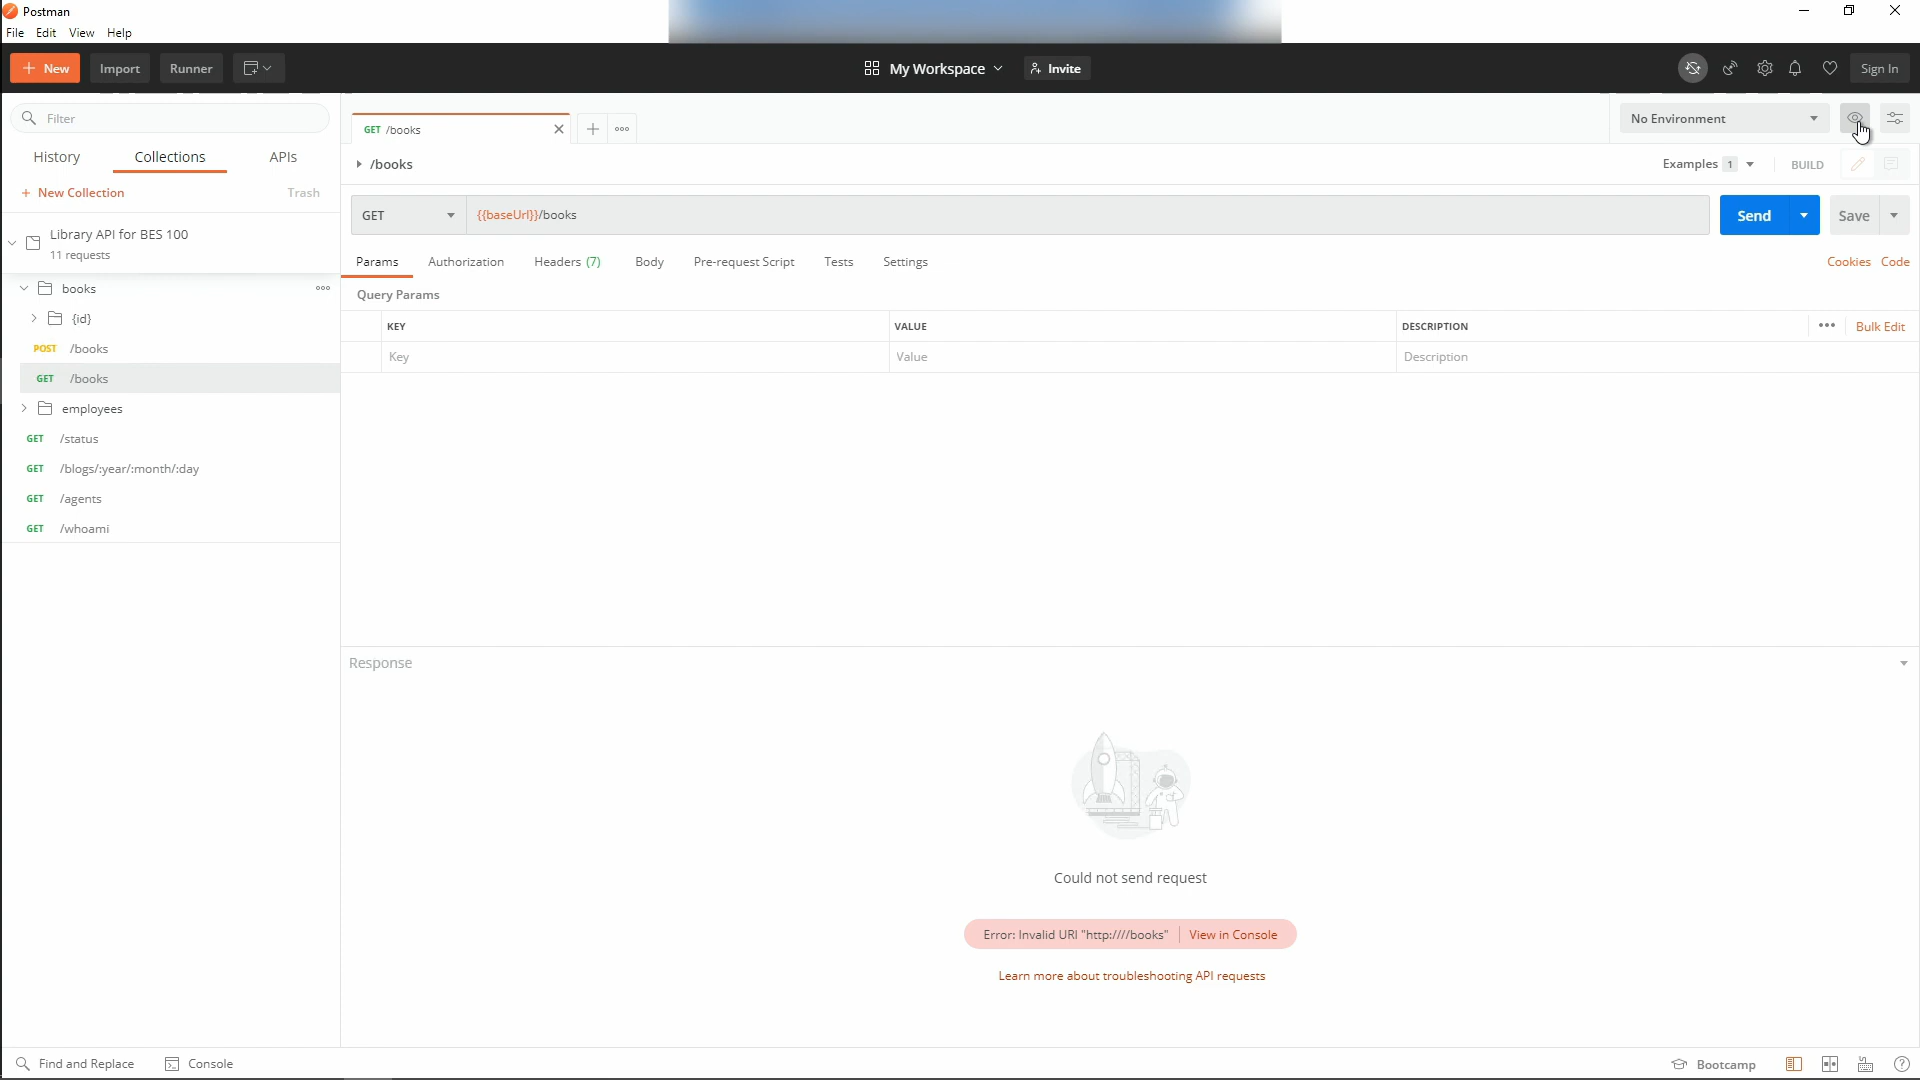 Postman
File Edit View Help
New Import Runner My Workspace Invite Sign In
Filter
History Collections APIs
+ New Collection Trash
Library API for BES 100
11 requests
books
{id}
POST /books
GET /books
employees
GET /status
GET /blogs/:year/:month/:day
GET /agents
GET /whoami
GET /books
No Environment
/books
Examples 1 BUILD
GET {{baseUrl}}/books Send Save
Params Authorization Headers (7) Body Pre-request Script Tests Settings Cookies Code
Query Params
KEY VALUE DESCRIPTION Bulk Edit
Key Value Description
Response
Could not send request
Error: Invalid URI "http:////books" View in Console
Learn more about troubleshooting API requests
Find and Replace Console Bootcamp